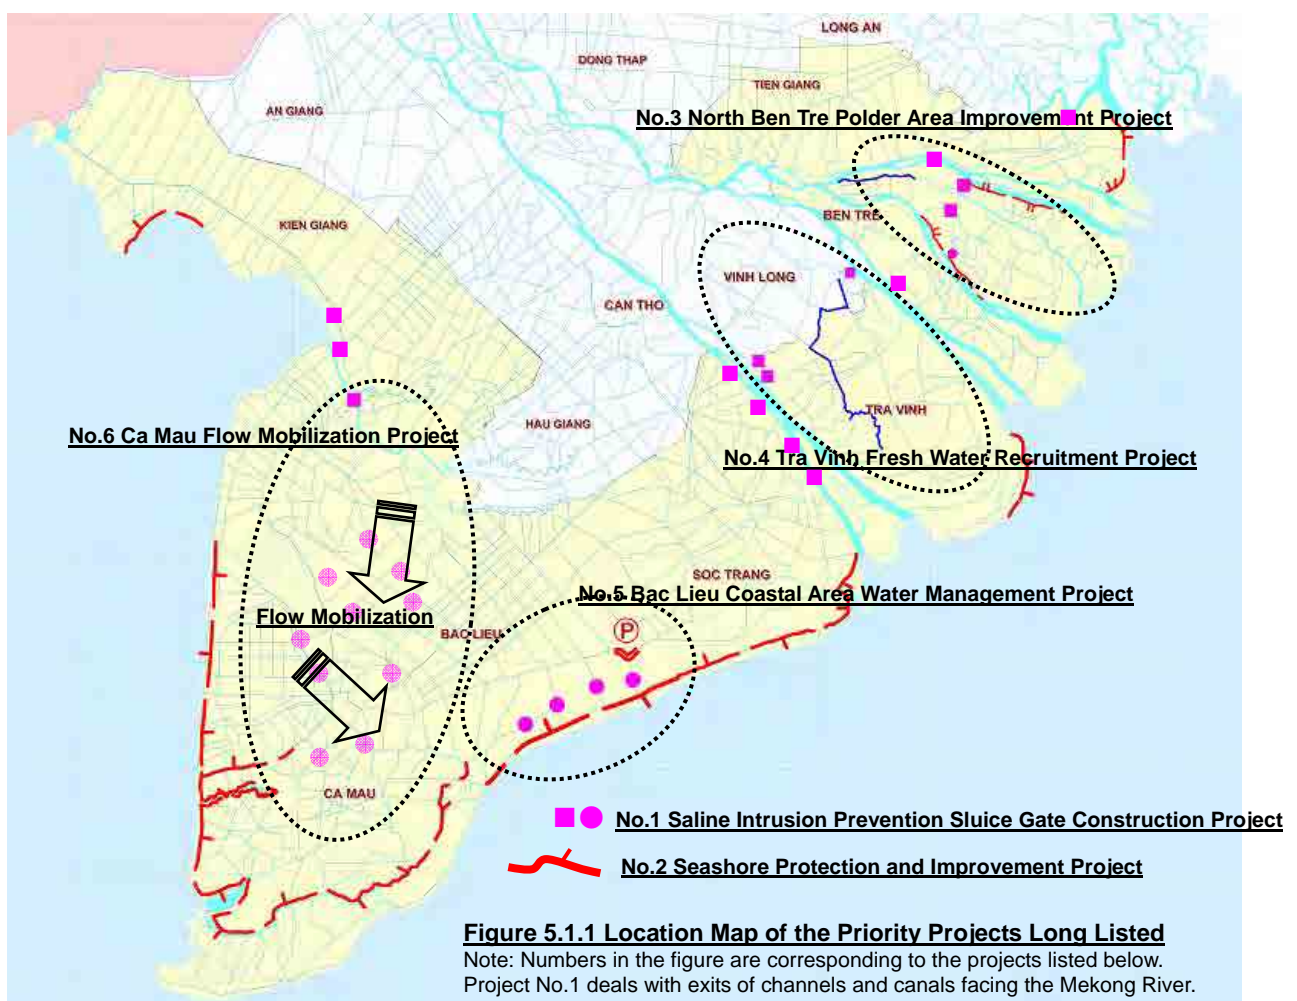 LONG AN
DONG THAP
TIEN GIANG
AN GIANG
No.3 North Ben Tre Polder Area Improvement Project
BEN TRE
KIEN GIANG
VINH LONG
CAN THO
TRA VINH
HAU GIANG
No.6 Ca Mau Flow Mobilization Project
No.4 Tra Vinh Fresh Water Recruitment Project
SOC TRANG
No.5 Bac Lieu Coastal Area Water Management Project
Flow Mobilization
BAC LIEU
P
CA MAU
No.1 Saline Intrusion Prevention Sluice Gate Construction Project
No.2 Seashore Protection and Improvement Project
Figure 5.1.1 Location Map of the Priority Projects Long Listed
Note: Numbers in the figure are corresponding to the projects listed below.
Project No.1 deals with exits of channels and canals facing the Mekong River.